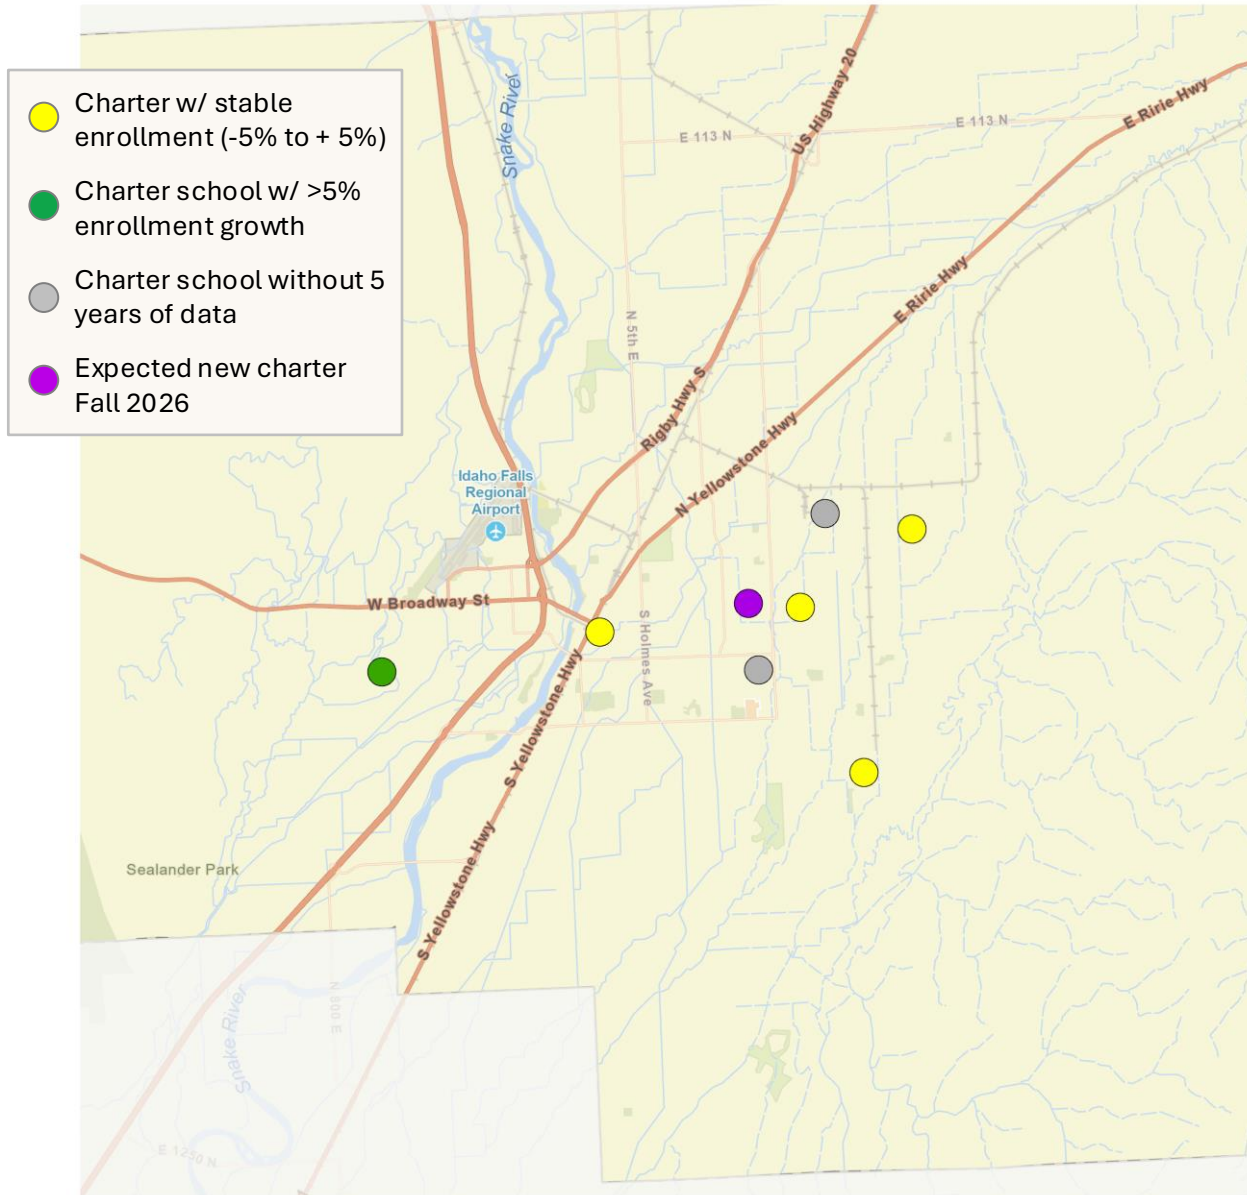 Charter w/ stable
enrollment (-5% to + 5%)
Charter school w/ >5%
enrollment growth
Charter school without 5
years of data
Expected new charter
Fall 2026
Snake River
US Highway 20
E Ririe Hwy
E 113 N
E 113 N
E Ririe Hwy
N 5th E
Rigby Hwy S
N Yellowstone Hwy
Idaho Falls
Regional
Airport
W Broadway St
S Holmes Ave
S Yellowstone Hwy
S Yellowstone Hwy
Sealander Park
Snake River
N 800 E
E 1250 N